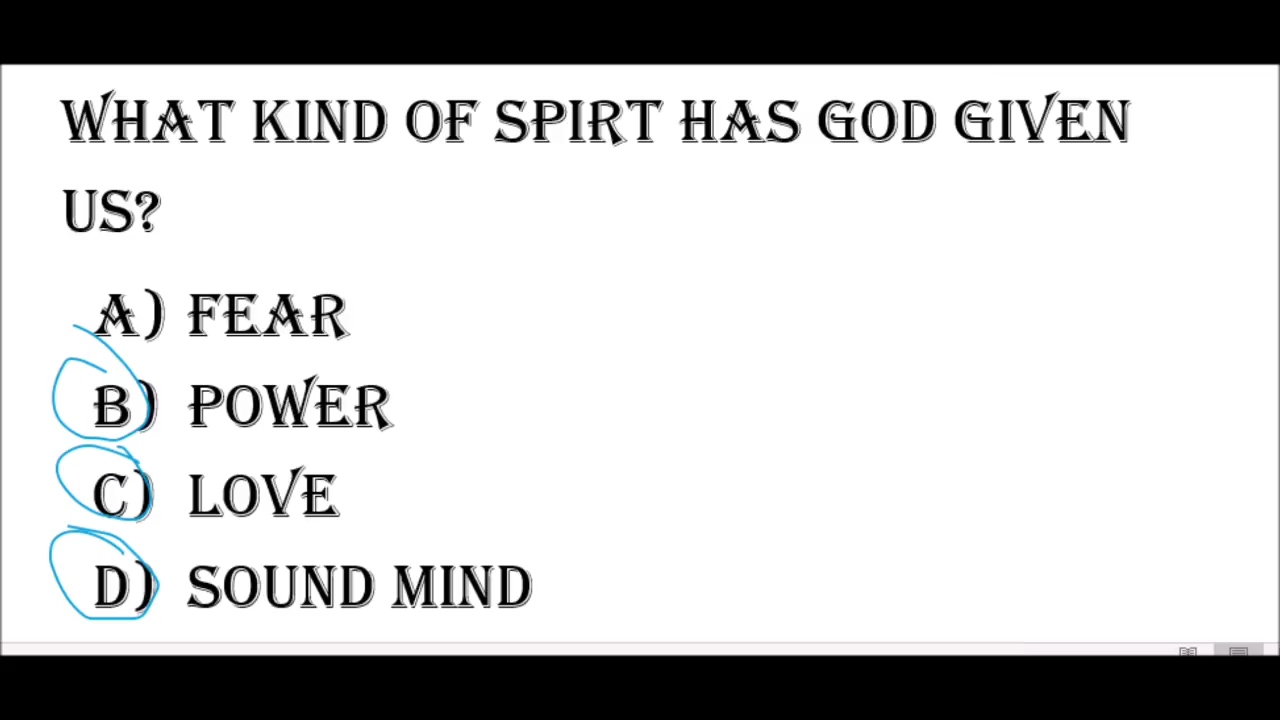 WHAT KIND OF SPIRT HAS GOD GIVEN
US?
A) FEAR
B) POWER
C) LOVE
D) SOUND MIND